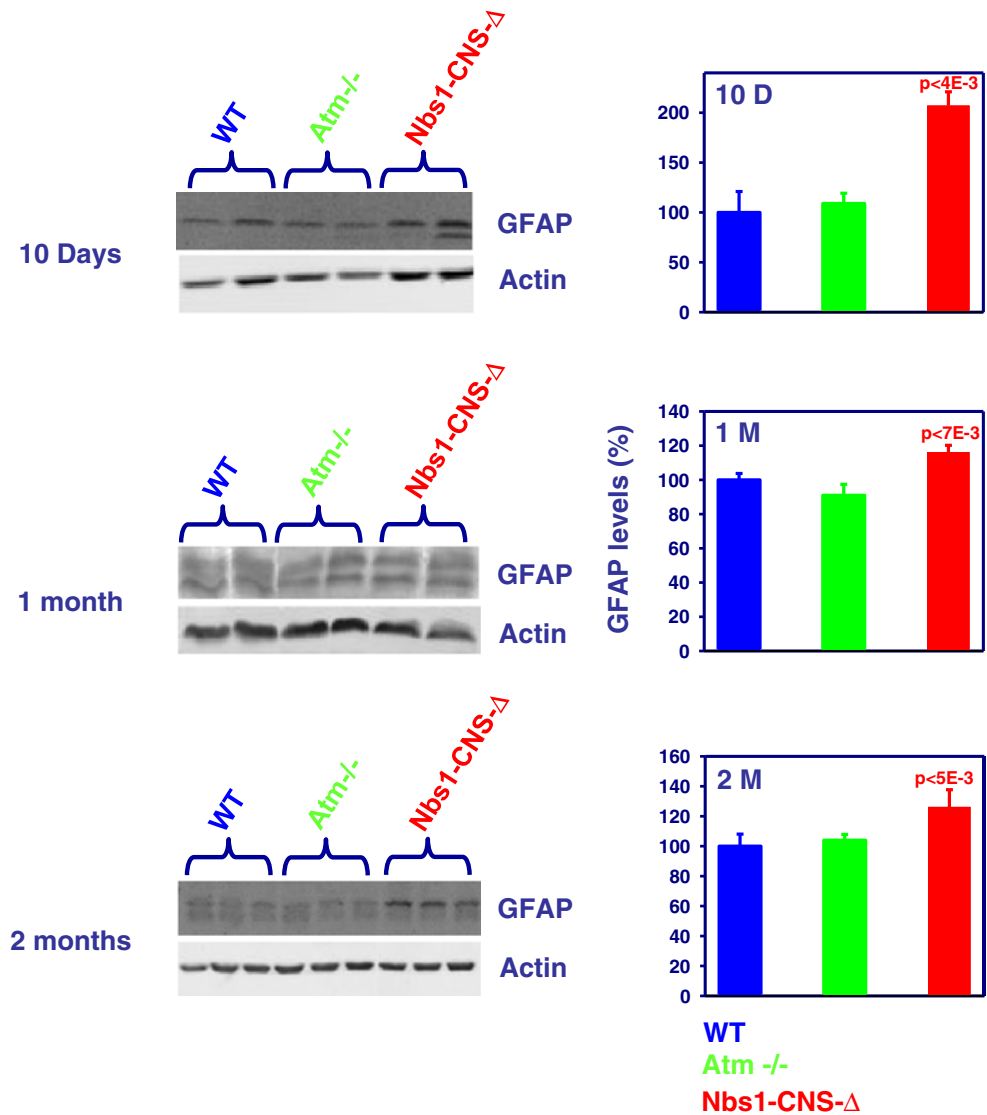 WT
Atm-/-
Nbs1-CNS-Δ
10 Days
GFAP
Actin
10 D
p<4E-3
200
150
100
50
0
WT
Atm-/-
Nbs1-CNS-Δ
1 month
GFAP
Actin
GFAP levels (%)
1 M
p<7E-3
140
120
100
80
60
40
20
0
WT
Atm-/-
Nbs1-CNS-Δ
2 months
GFAP
Actin
2 M
p<5E-3
160
140
120
100
80
60
40
20
0
WT
Atm -/-
Nbs1-CNS-Δ